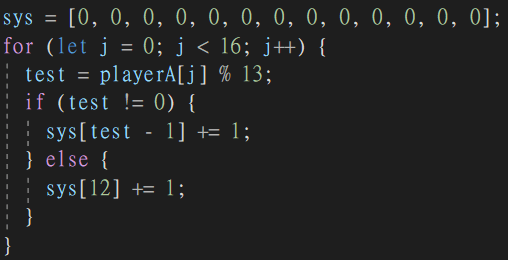 sys = [0, 0, 0, 0, 0, 0, 0, 0, 0, 0, 0, 0, 0];
for (let j = 0; j < 16; j++) {
test = playerA[j] % 13;
if (test != 0) {
sys[test - 1] += 1;
} else {
sys[12] += 1;
}
}